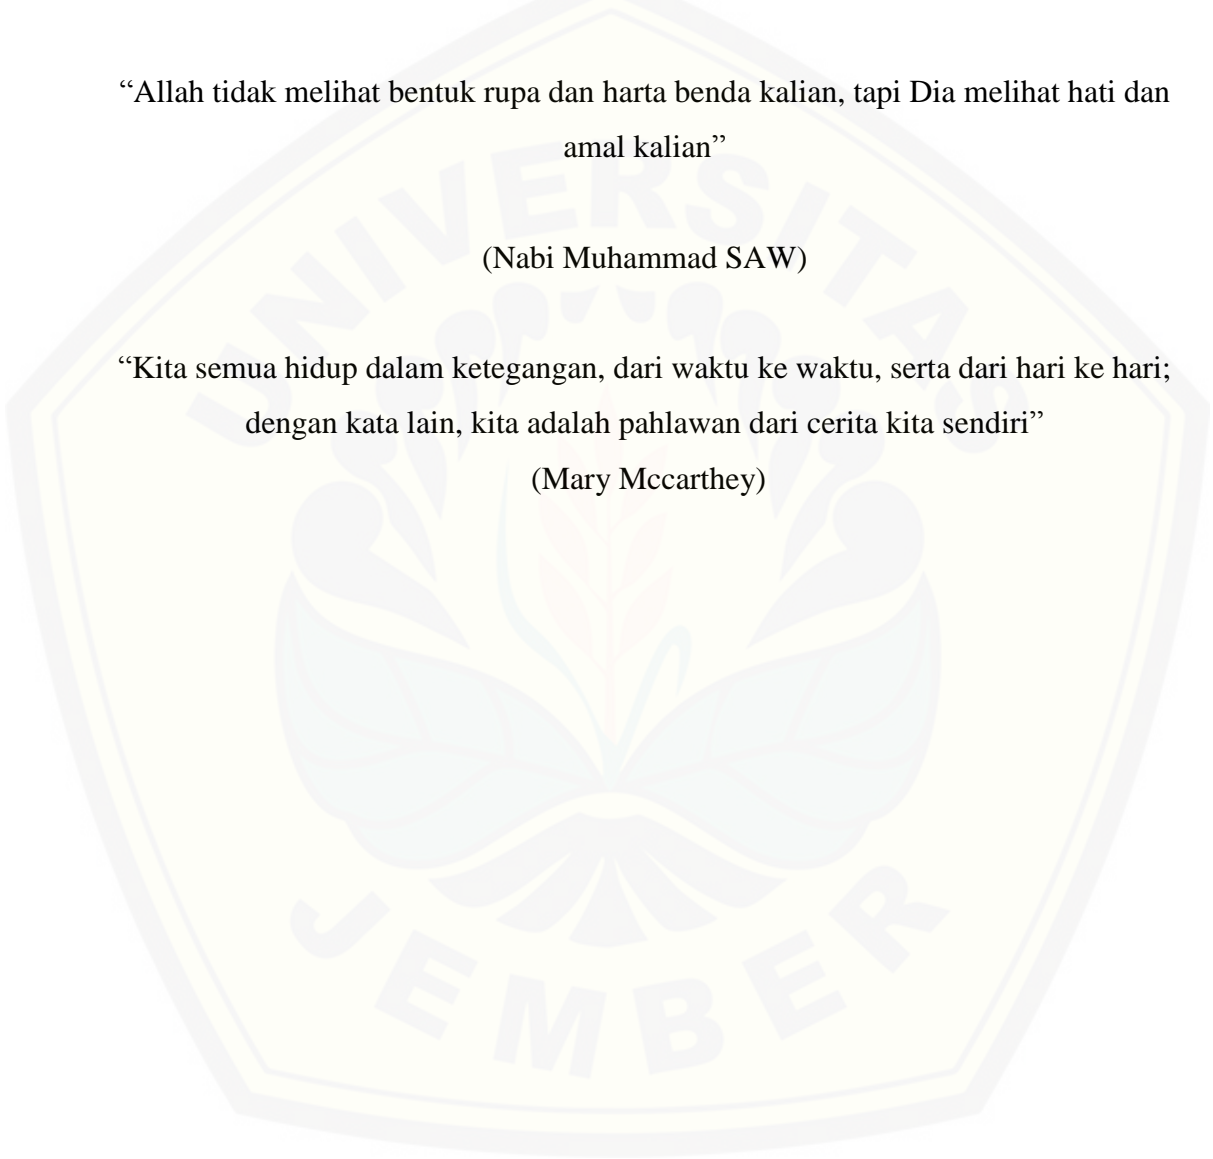 “Allah tidak melihat bentuk rupa dan harta benda kalian, tapi Dia melihat hati dan
amal kalian”
(Nabi Muhammad SAW)
“Kita semua hidup dalam ketegangan, dari waktu ke waktu, serta dari hari ke hari;
dengan kata lain, kita adalah pahlawan dari cerita kita sendiri”
(Mary Mccarthey)
UNIVERSITAS
JEMBER